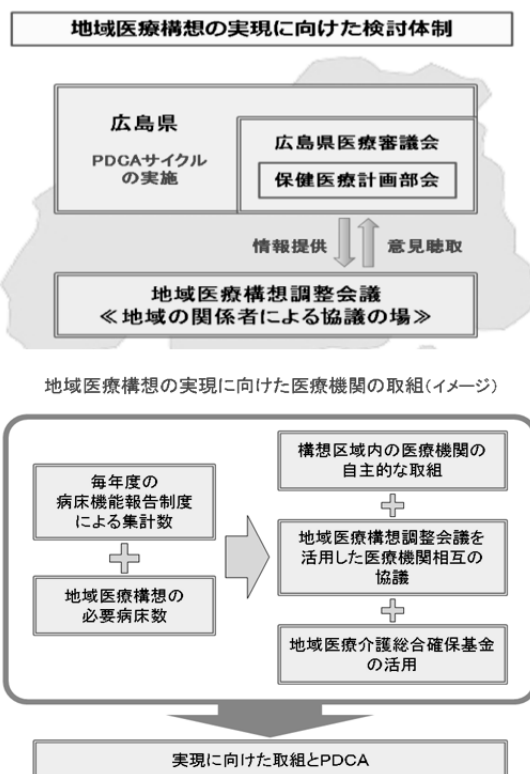 地域医療構想の実現に向けた検討体制
広島県
PDCAサイクル
の実施
広島県医療審議会
保健医療計画部会
情報提供
意見聴取
地域医療構想調整会議
≪地域の関係者による協議の場≫
地域医療構想の実現に向けた医療機関の取組(イメージ)
毎年度の
病床機能報告制度
による集計数
地域医療構想の
必要病床数
構想区域内の医療機関の
自主的な取組
地域医療構想調整会議を
活用した医療機関相互の
協議
地域医療介護総合確保基金
の活用
実現に向けた取組とPDCA